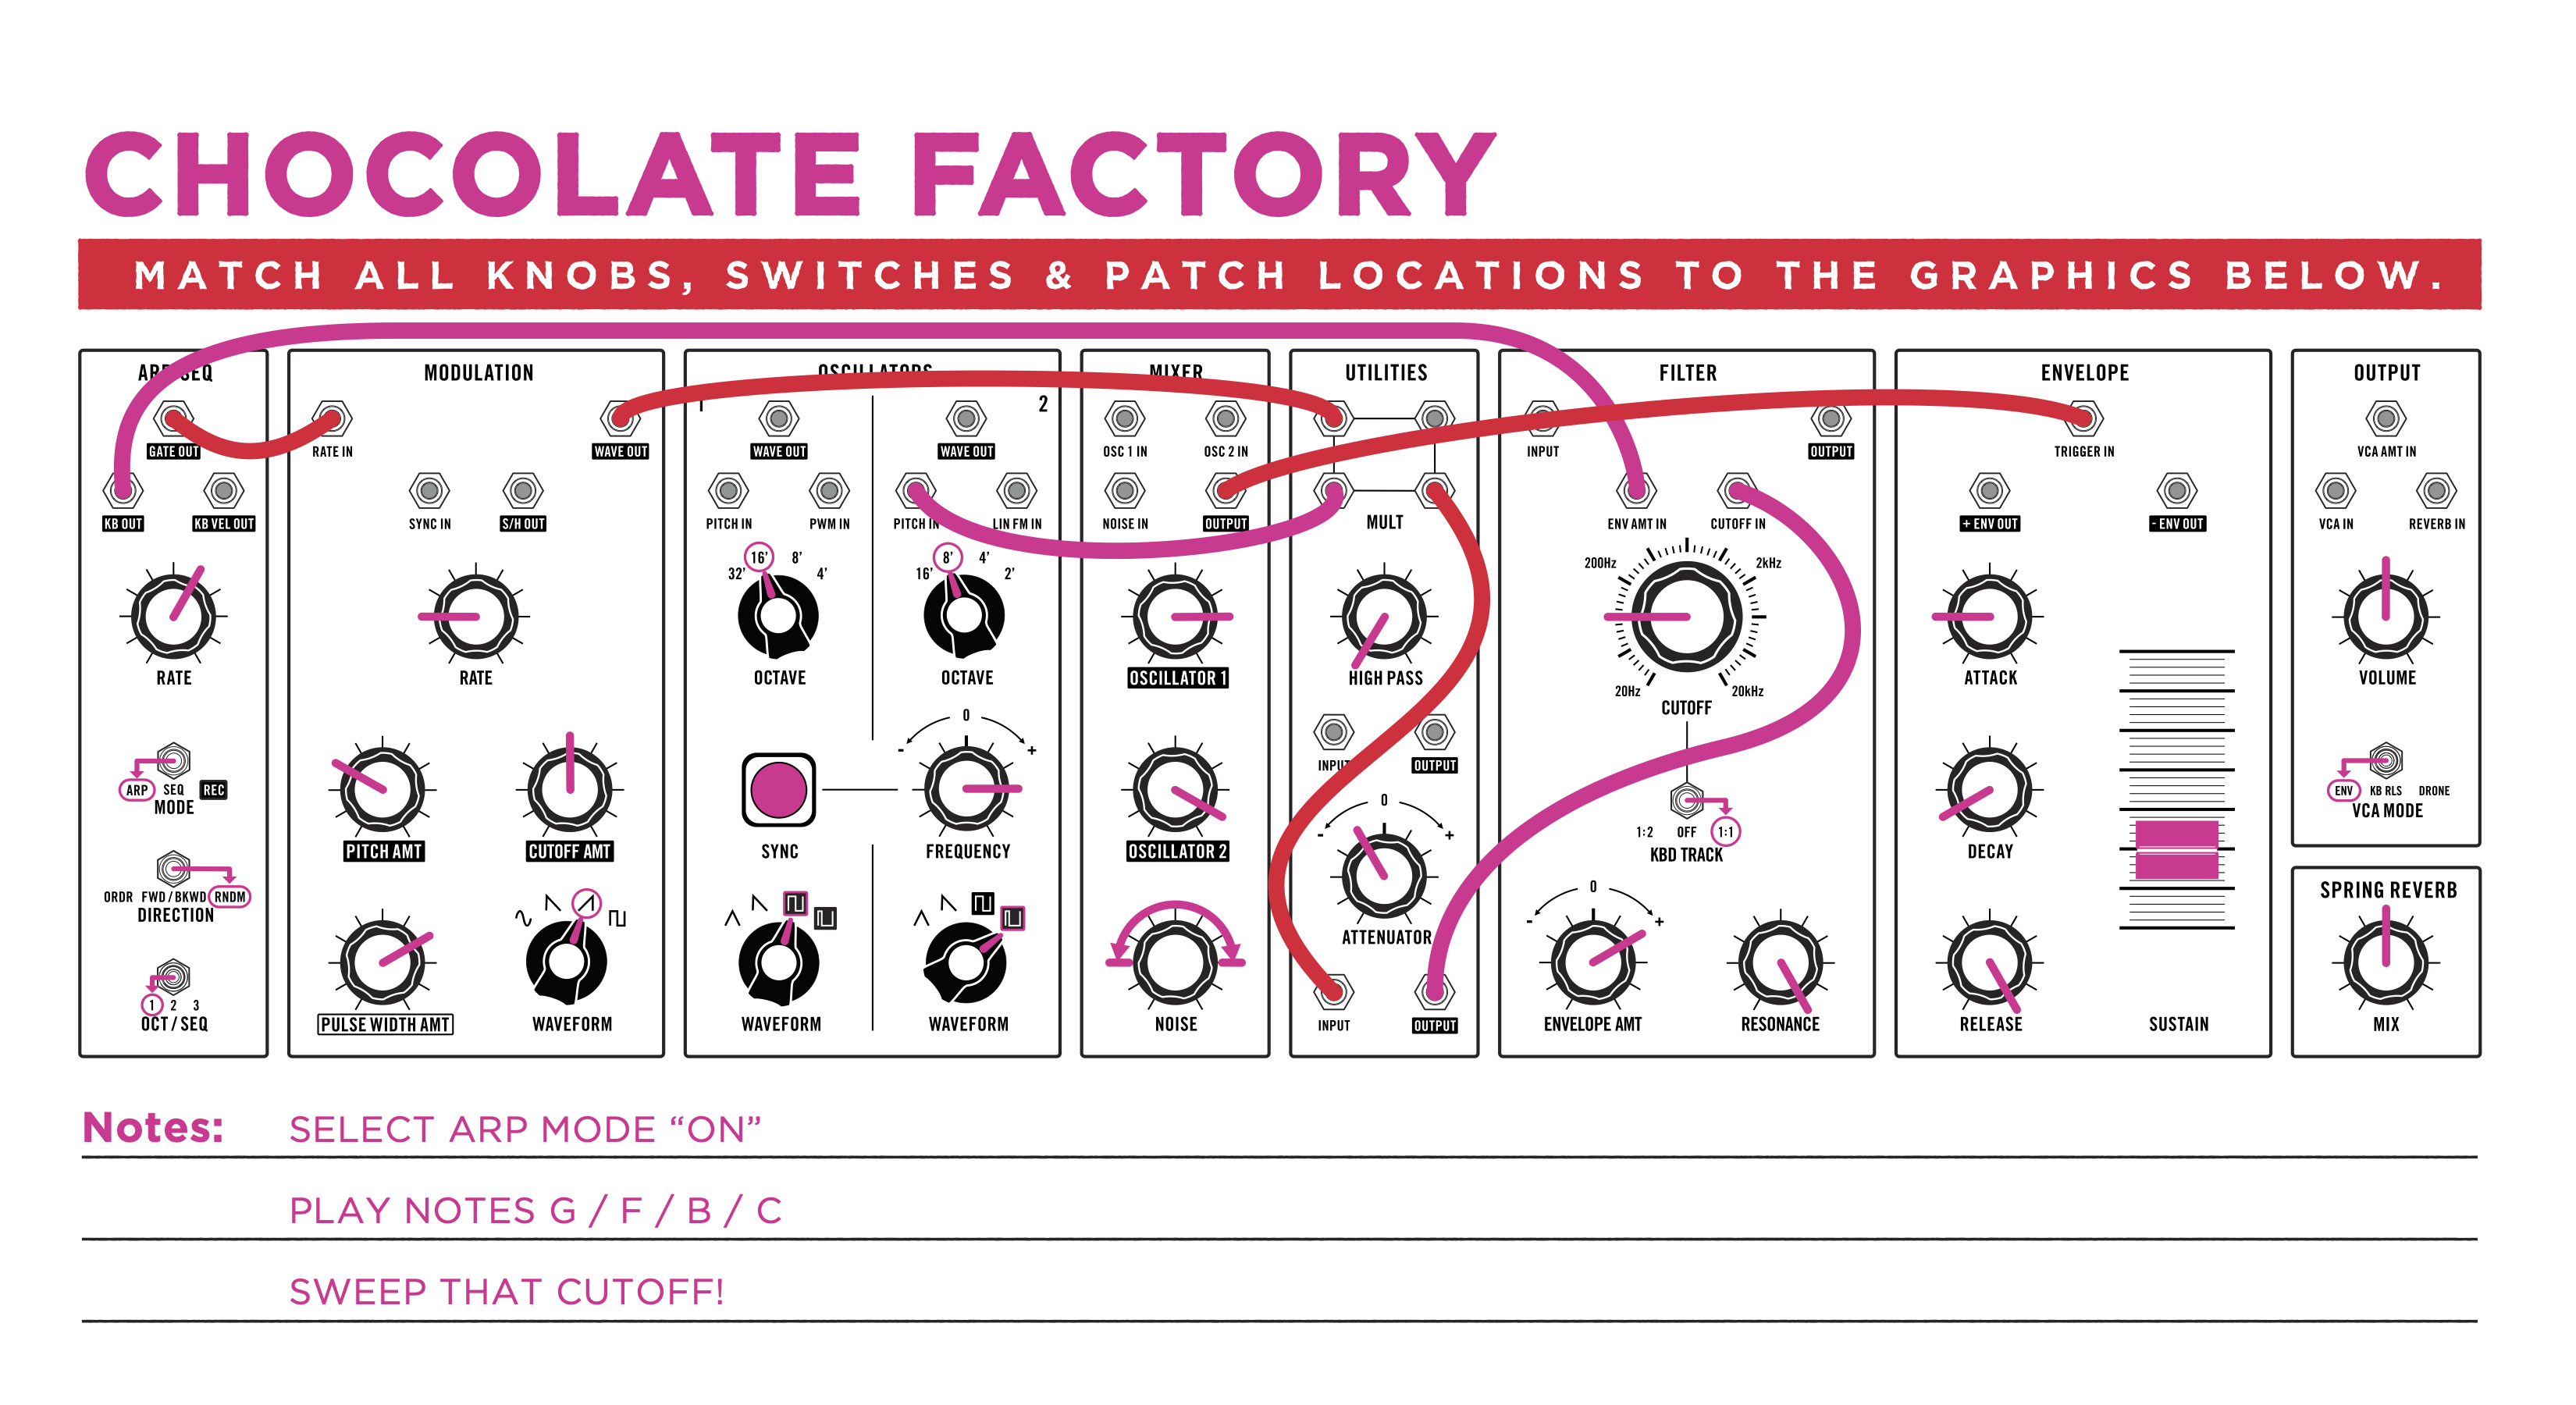 CHOCOLATE FACTORY
MATCH ALL KNOBS, SWITCHES & PATCH LOCATIONS TO THE GRAPHICS BELOW.
ARP/SEQ
GATE OUT
KB OUT KB VEL OUT
RATE
ARP SEQ REC
MODE
ORDR FWD / BKWD RNDM
DIRECTION
1 2 3
OCT / SEQ
MODULATION
RATE IN WAVE OUT
SYNC IN S/H OUT
RATE
PITCH AMT CUTOFF AMT
PULSE WIDTH AMT WAVEFORM
OSCILLATORS
1 2
WAVE OUT WAVE OUT
PITCH IN PWM IN PITCH IN LIN FM IN
16' 8' 8' 4'
32' 4' 16' 2'
OCTAVE OCTAVE
0
- +
SYNC FREQUENCY
WAVEFORM WAVEFORM
MIXER
OSC 1 IN OSC 2 IN
NOISE IN OUTPUT
OSCILLATOR 1
OSCILLATOR 2
NOISE
UTILITIES
MULT
HIGH PASS
INPUT OUTPUT
0
- +
ATTENUATOR
INPUT OUTPUT
FILTER
INPUT OUTPUT
ENV AMT IN CUTOFF IN
200Hz 2kHz
20Hz 20kHz
CUTOFF
1:2 OFF 1:1
KBD TRACK
0
- +
ENVELOPE AMT RESONANCE
ENVELOPE
TRIGGER IN
+ ENV OUT - ENV OUT
ATTACK
DECAY
RELEASE SUSTAIN
OUTPUT
VCA AMT IN
VCA IN REVERB IN
VOLUME
ENV KB RLS DRONE
VCA MODE
SPRING REVERB
MIX
Notes: SELECT ARP MODE “ON”
PLAY NOTES G / F / B / C
SWEEP THAT CUTOFF!